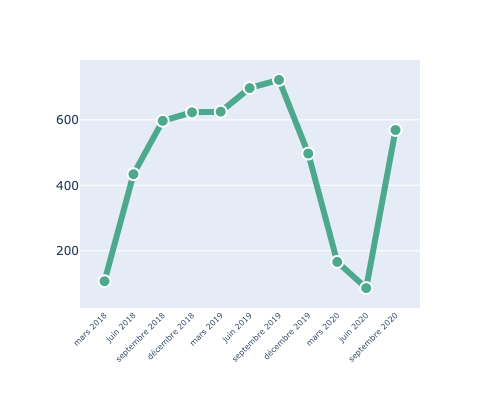 600
400
200
mars 2018
juin 2018
septembre 2018
décembre 2018
mars 2019
juin 2019
septembre 2019
décembre 2019
mars 2020
juin 2020
septembre 2020